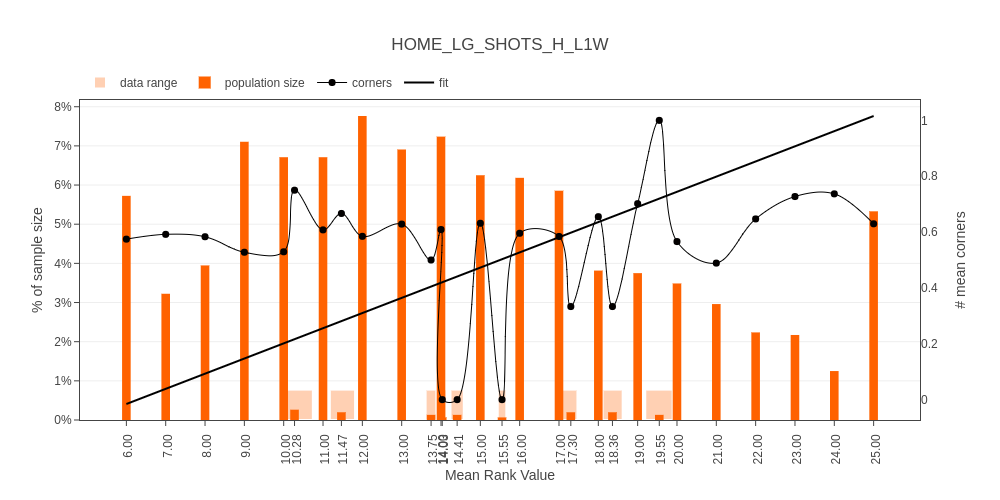 HOME_LG_SHOTS_H_L1W
data range population size corners fit
8%
7%
6%
5%
4%
3%
2%
1%
0%
% of sample size
1
0.8
0.6
0.4
0.2
0
# mean corners
6.00 7.00 8.00 9.00 10.00 10.28 11.00 11.47 12.00 13.00 13.75 14.00 14.41 15.00 15.55 16.00 17.00 17.30 18.00 18.36 19.00 19.55 20.00 21.00 22.00 23.00 24.00 25.00
Mean Rank Value